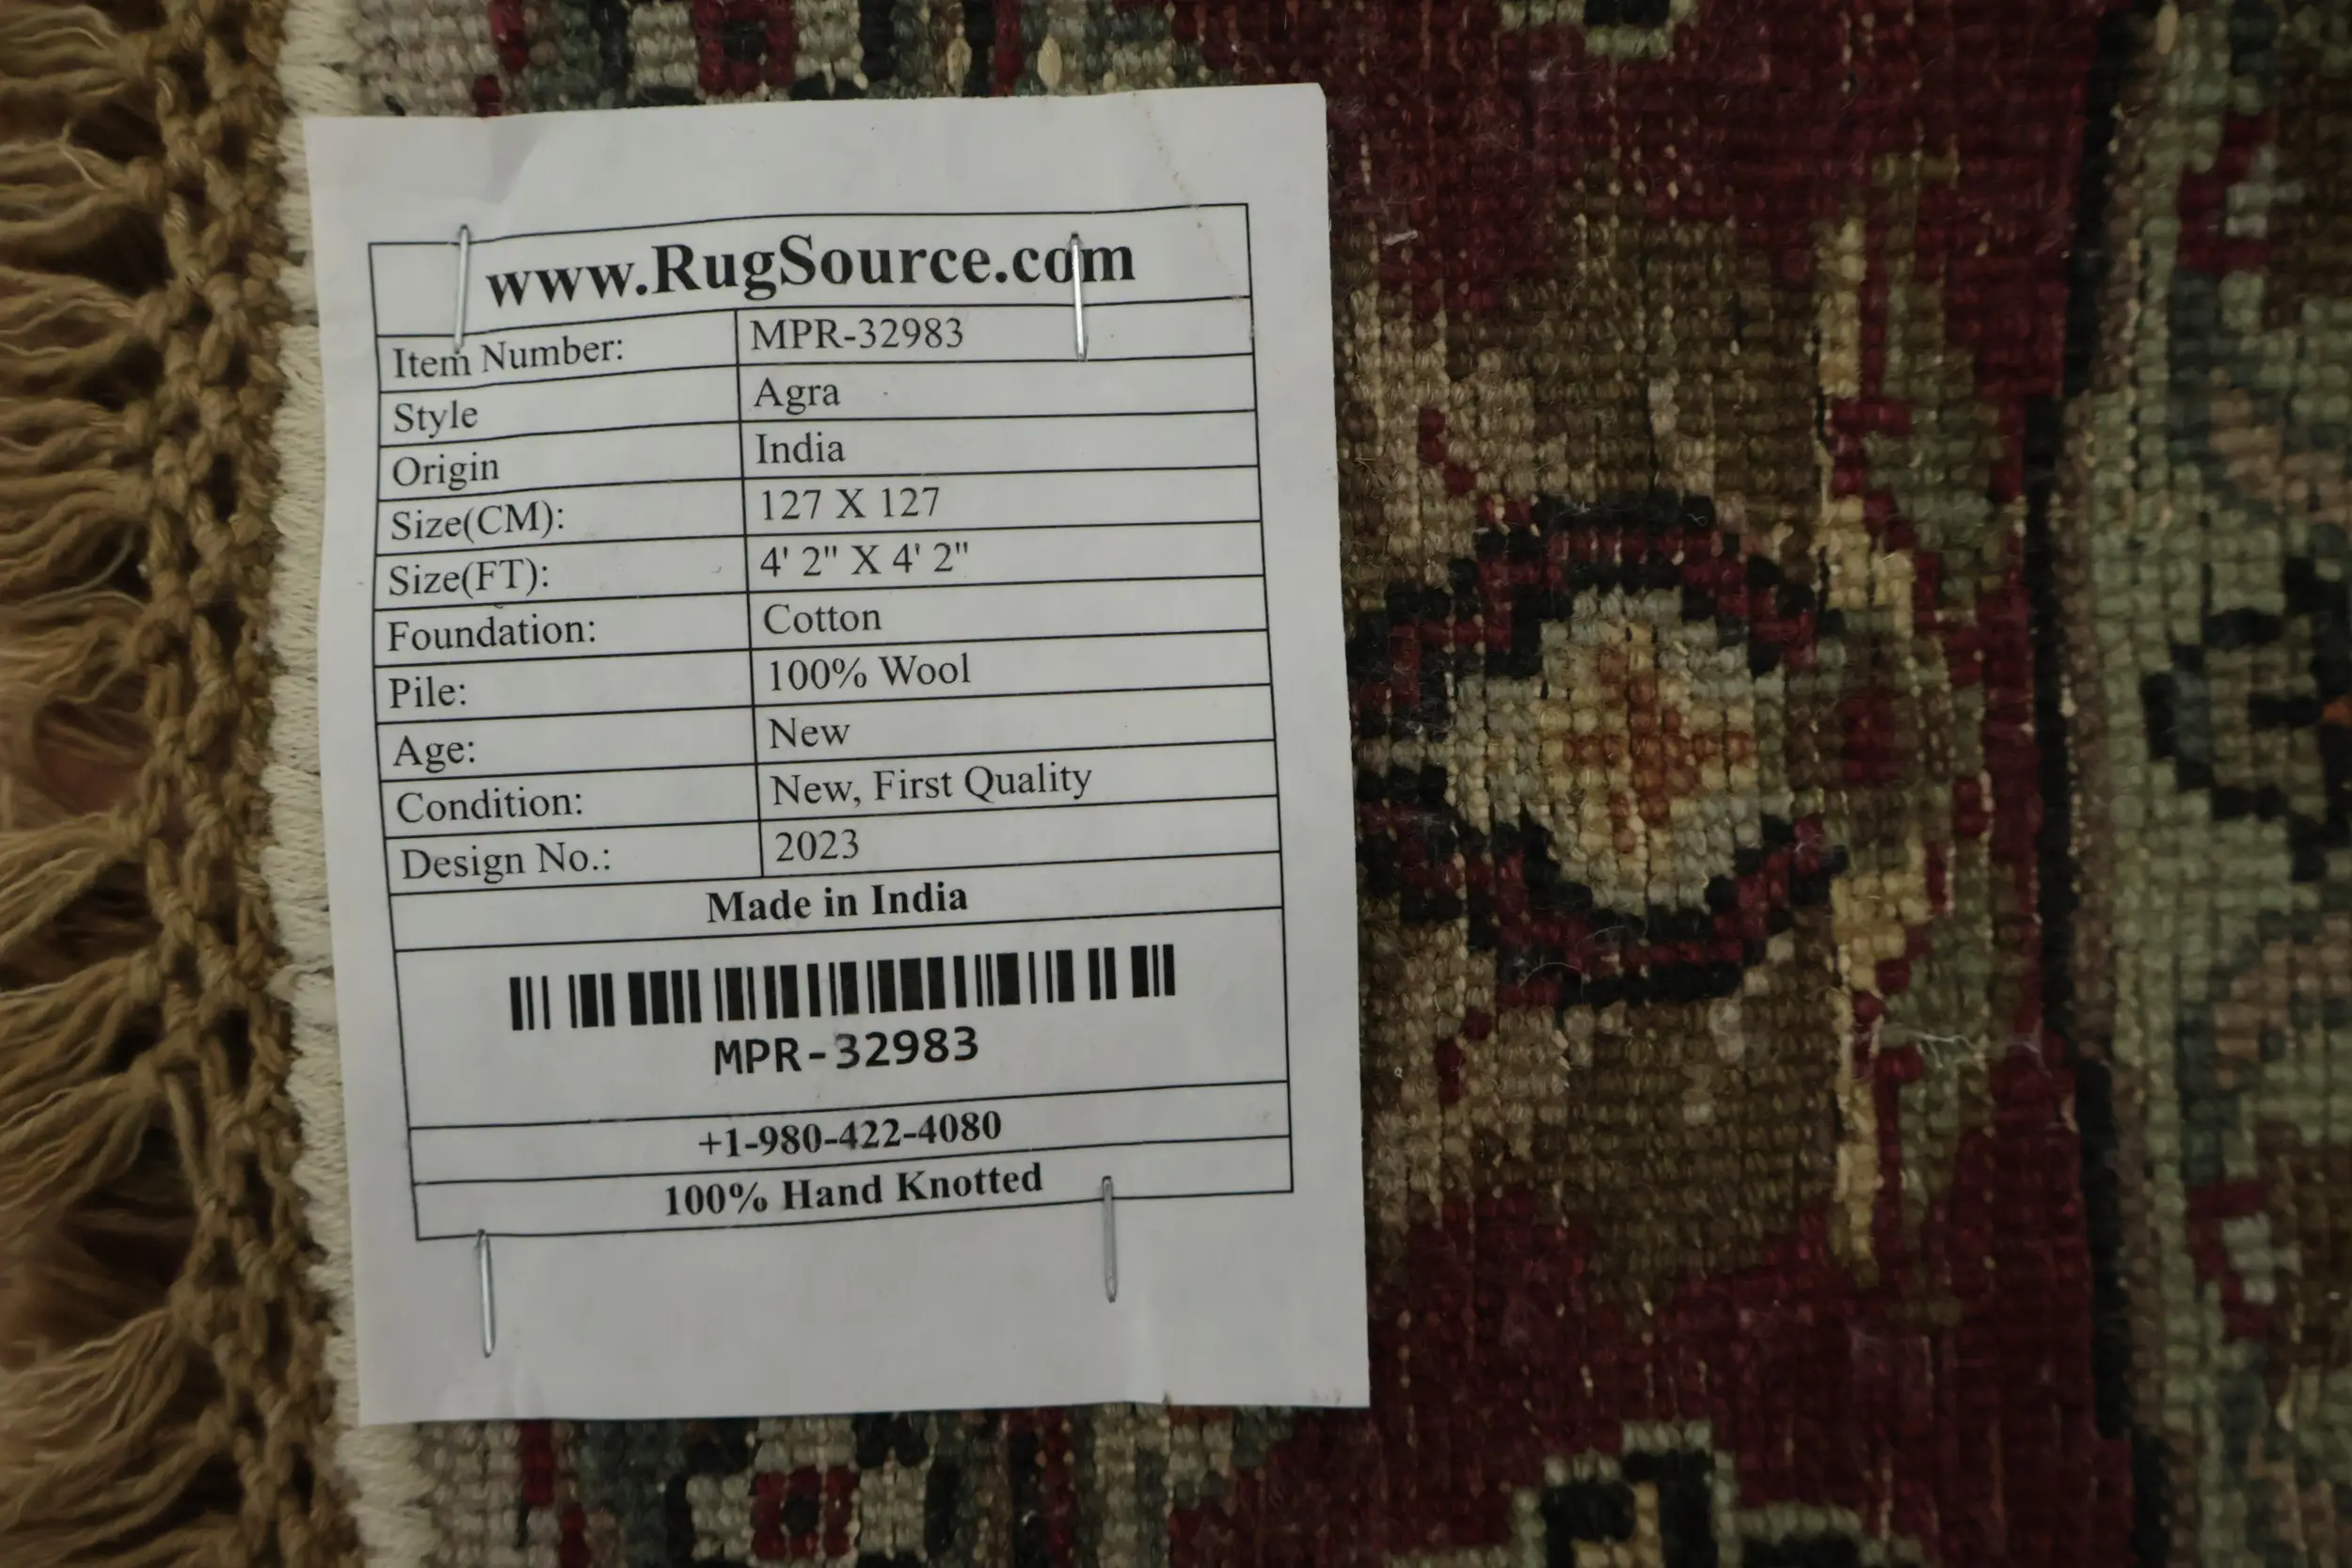 www.RugSource.com
Item Number: MPR-32983
Style Agra
Origin India
Size(CM): 127 X 127
Size(FT): 4' 2" X 4' 2"
Foundation: Cotton
Pile: 100% Wool
Age: New
Condition: New, First Quality
Design No.: 2023
Made in India
MPR-32983
+1-980-422-4080
100% Hand Knotted